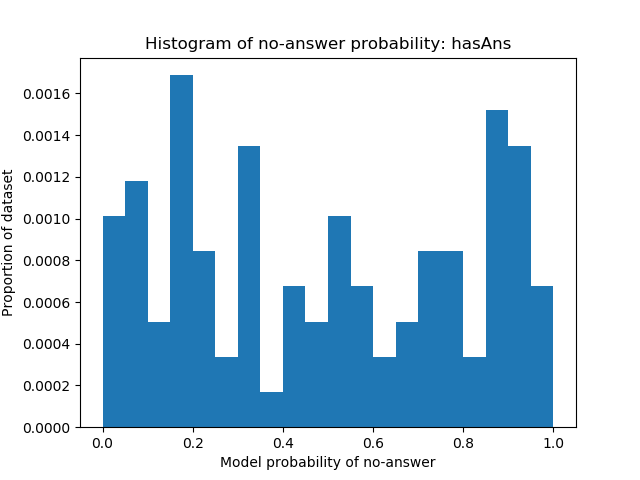 Histogram of no-answer probability: hasAns
Proportion of dataset
0.0016
0.0014
0.0012
0.0010
0.0008
0.0006
0.0004
0.0002
0.0000
0.0 0.2 0.4 0.6 0.8 1.0
Model probability of no-answer